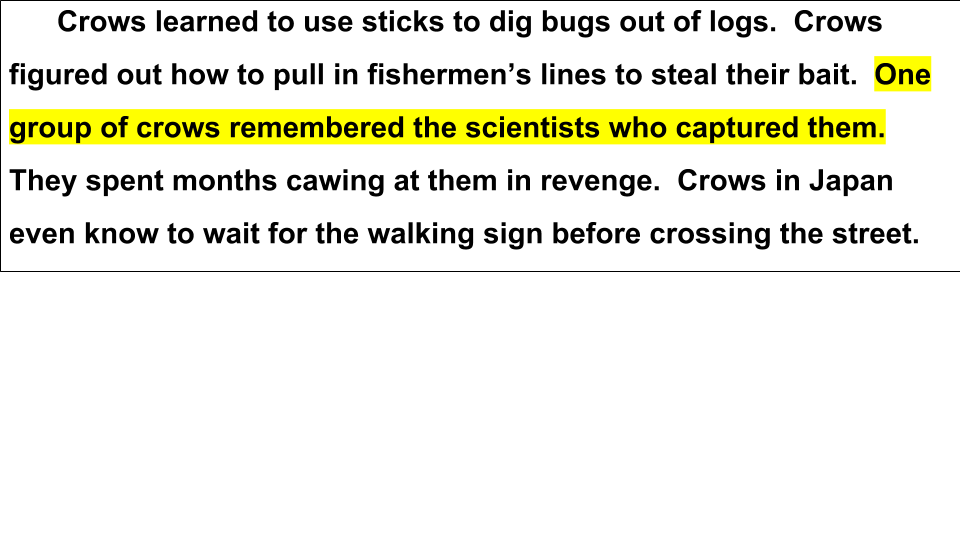 Crows learned to use sticks to dig bugs out of logs.  Crows
figured out how to pull in fishermen’s lines to steal their bait.  One
group of crows remembered the scientists who captured them.
They spent months cawing at them in revenge.  Crows in Japan
even know to wait for the walking sign before crossing the street.